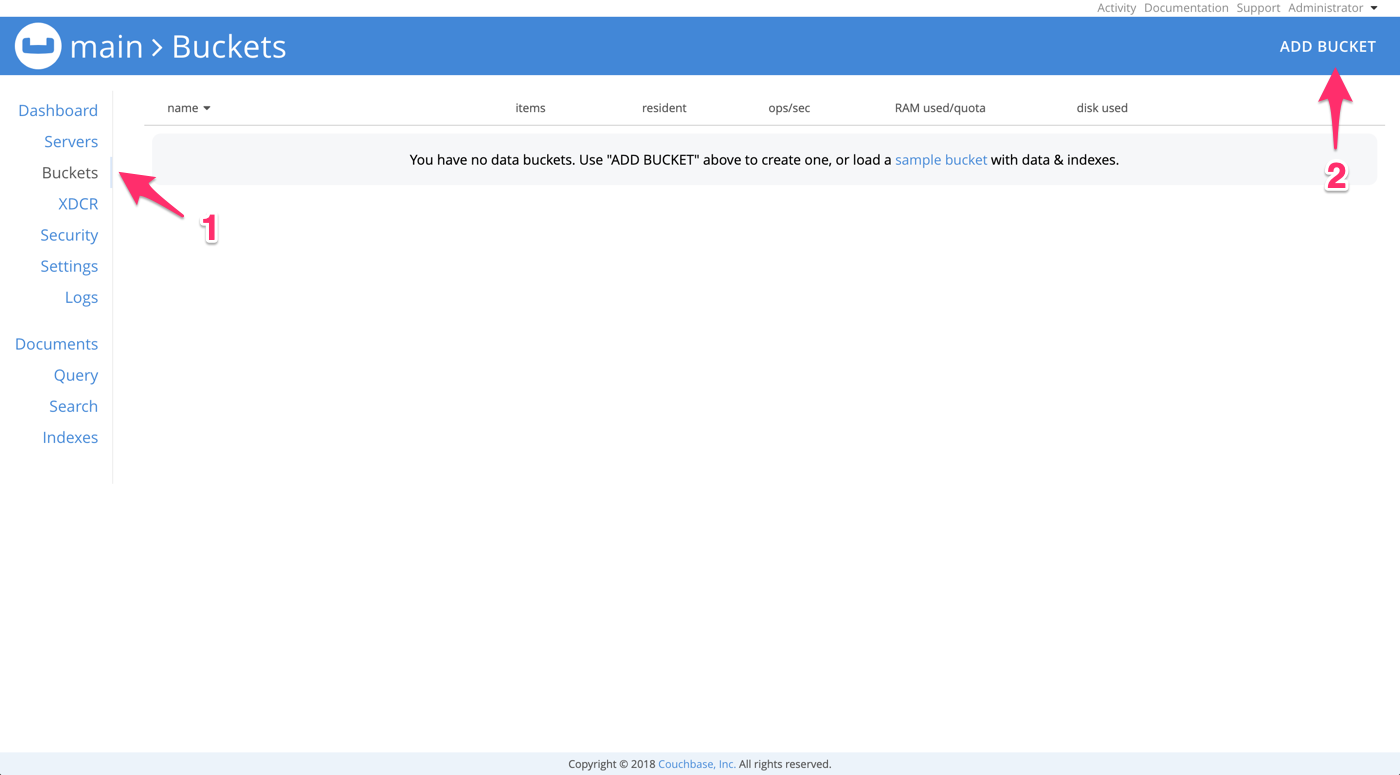 Activity Documentation Support Administrator
main > Buckets
ADD BUCKET
Dashboard
Servers
Buckets
XDCR
Security
Settings
Logs
Documents
Query
Search
Indexes
name items resident ops/sec RAM used/quota disk used
You have no data buckets. Use "ADD BUCKET" above to create one, or load a sample bucket with data & indexes.
1
2
Copyright © 2018 Couchbase, Inc. All rights reserved.